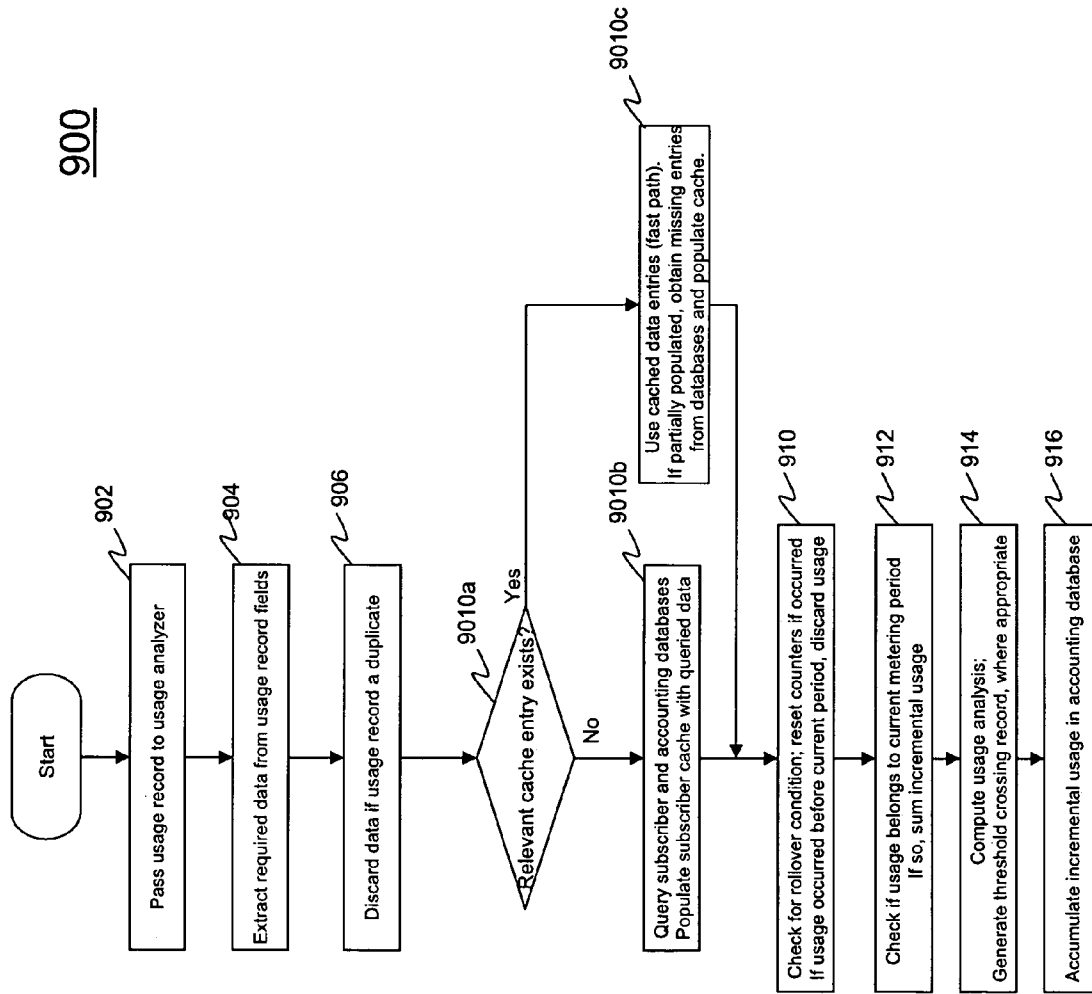 900
Start
902
Pass usage record to usage analyzer
904
Extract required data from usage record fields
906
Discard data if usage record a duplicate
9010a
Relevant cache entry exists?
Yes
No
9010b
Query subscriber and accounting databases
Populate subscriber cache with queried data
9010c
Use cached data entries (fast path).
If partially populated, obtain missing entries
from databases and populate cache.
910
Check for rollover condition; reset counters if occurred
If usage occurred before current period, discard usage
912
Check if usage belongs to current metering period
If so, sum incremental usage
914
Compute usage analysis;
Generate threshold crossing record, where appropriate
916
Accumulate incremental usage in accounting database